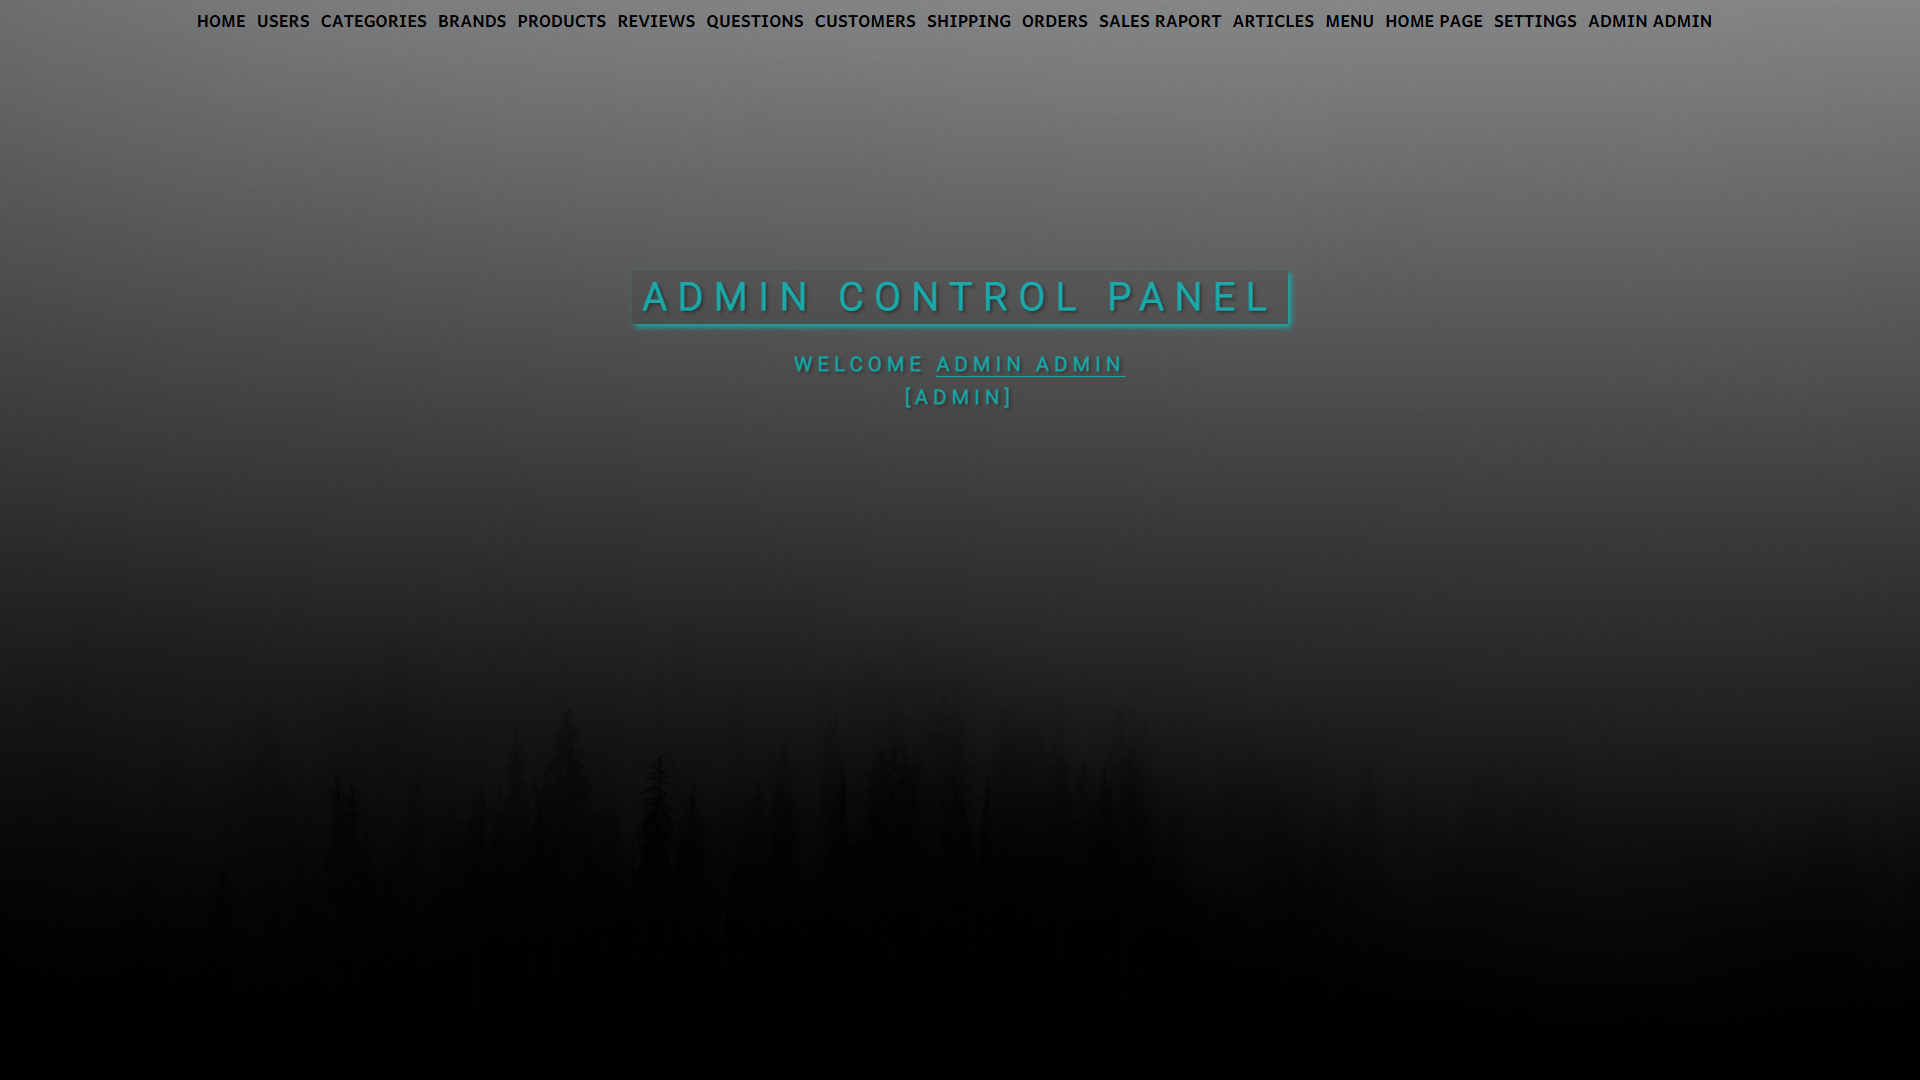 HOME USERS CATEGORIES BRANDS PRODUCTS REVIEWS QUESTIONS CUSTOMERS SHIPPING ORDERS SALES RAPORT ARTICLES MENU HOME PAGE SETTINGS ADMIN ADMIN
ADMIN CONTROL PANEL
WELCOME ADMIN ADMIN
[ADMIN]